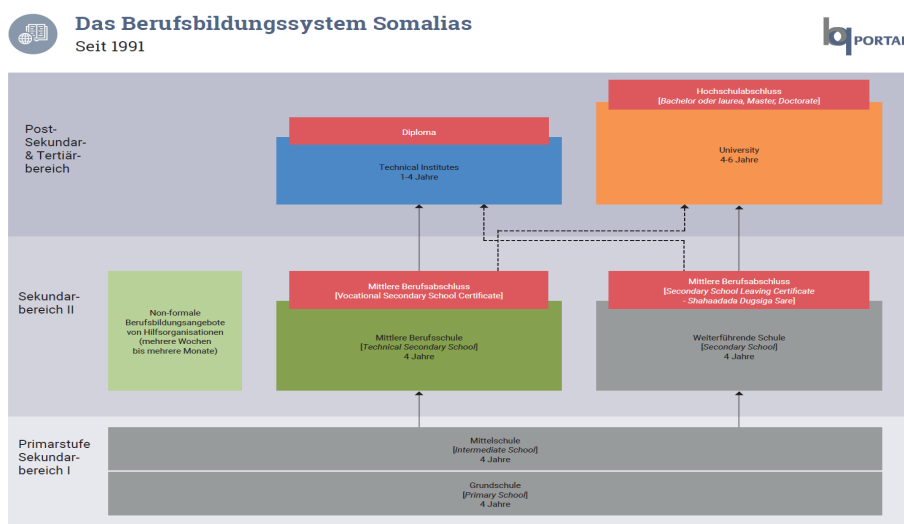 Das Berufsbildungssystem Somalias
Seit 1991
bq PORTAL
Post-
Sekundar-
& Tertiär-
bereich
Diploma
Technical Institutes
1-4 Jahre
Hochschulabschluss
[Bachelor oder laurea, Master, Doctorate]
University
4-6 Jahre
Sekundar-
bereich II
Non-formale
Berufsbildungsangebote
von Hilfsorganisationen
(mehrere Wochen
bis mehrere Monate)
Mittlere Berufsabschluss
[Vocational Secondary School Certificate]
Mittlere Berufsschule
[Technical Secondary School]
4 Jahre
Mittlere Berufsabschluss
[Secondary School Leaving Certificate
- Shahaadada Dugsiga Sare]
Weiterführende Schule
[Secondary School]
4 Jahre
Primarstufe
Sekundar-
bereich I
Mittelschule
[Intermediate School]
4 Jahre
Grundschule
[Primary School]
4 Jahre